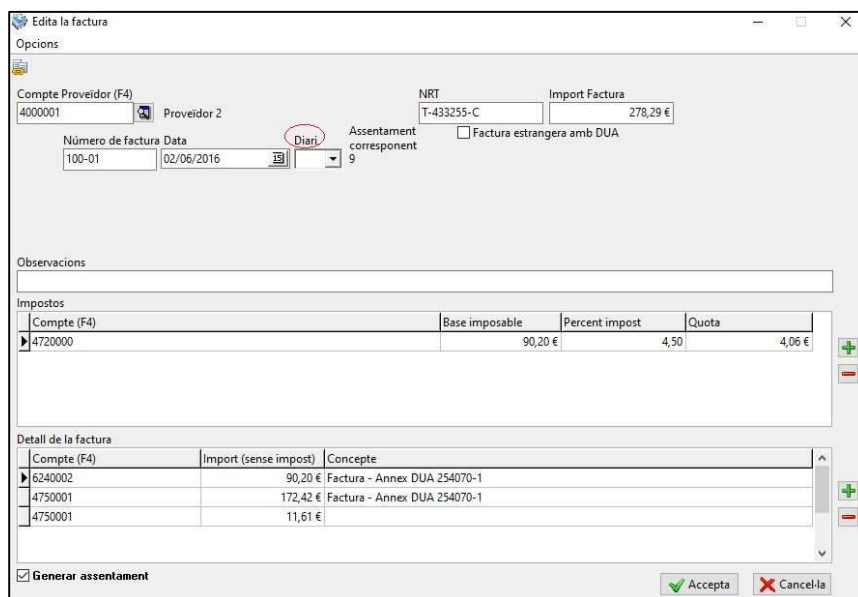 Edita la factura
Opcions
Compte Proveïdor (F4) NRT Import Factura
4000001 Proveïdor 2 T-433255-C 278,29 €
Número de factura Data Diari Assentament corresponent Factura estrangera amb DUA
100-01 02/06/2016 15 9
Observacions
Impostos
Compte (F4) Base imposable Percent impost Quota
4720000 90,20 € 4,50 4,06 €
Detall de la factura
Compte (F4) Import (sense impost) Concepte
6240002 90,20 € Factura - Annex DUA 254070-1
4750001 172,42 € Factura - Annex DUA 254070-1
4750001 11,61 €
Generar assentament Accepta Cancel·la